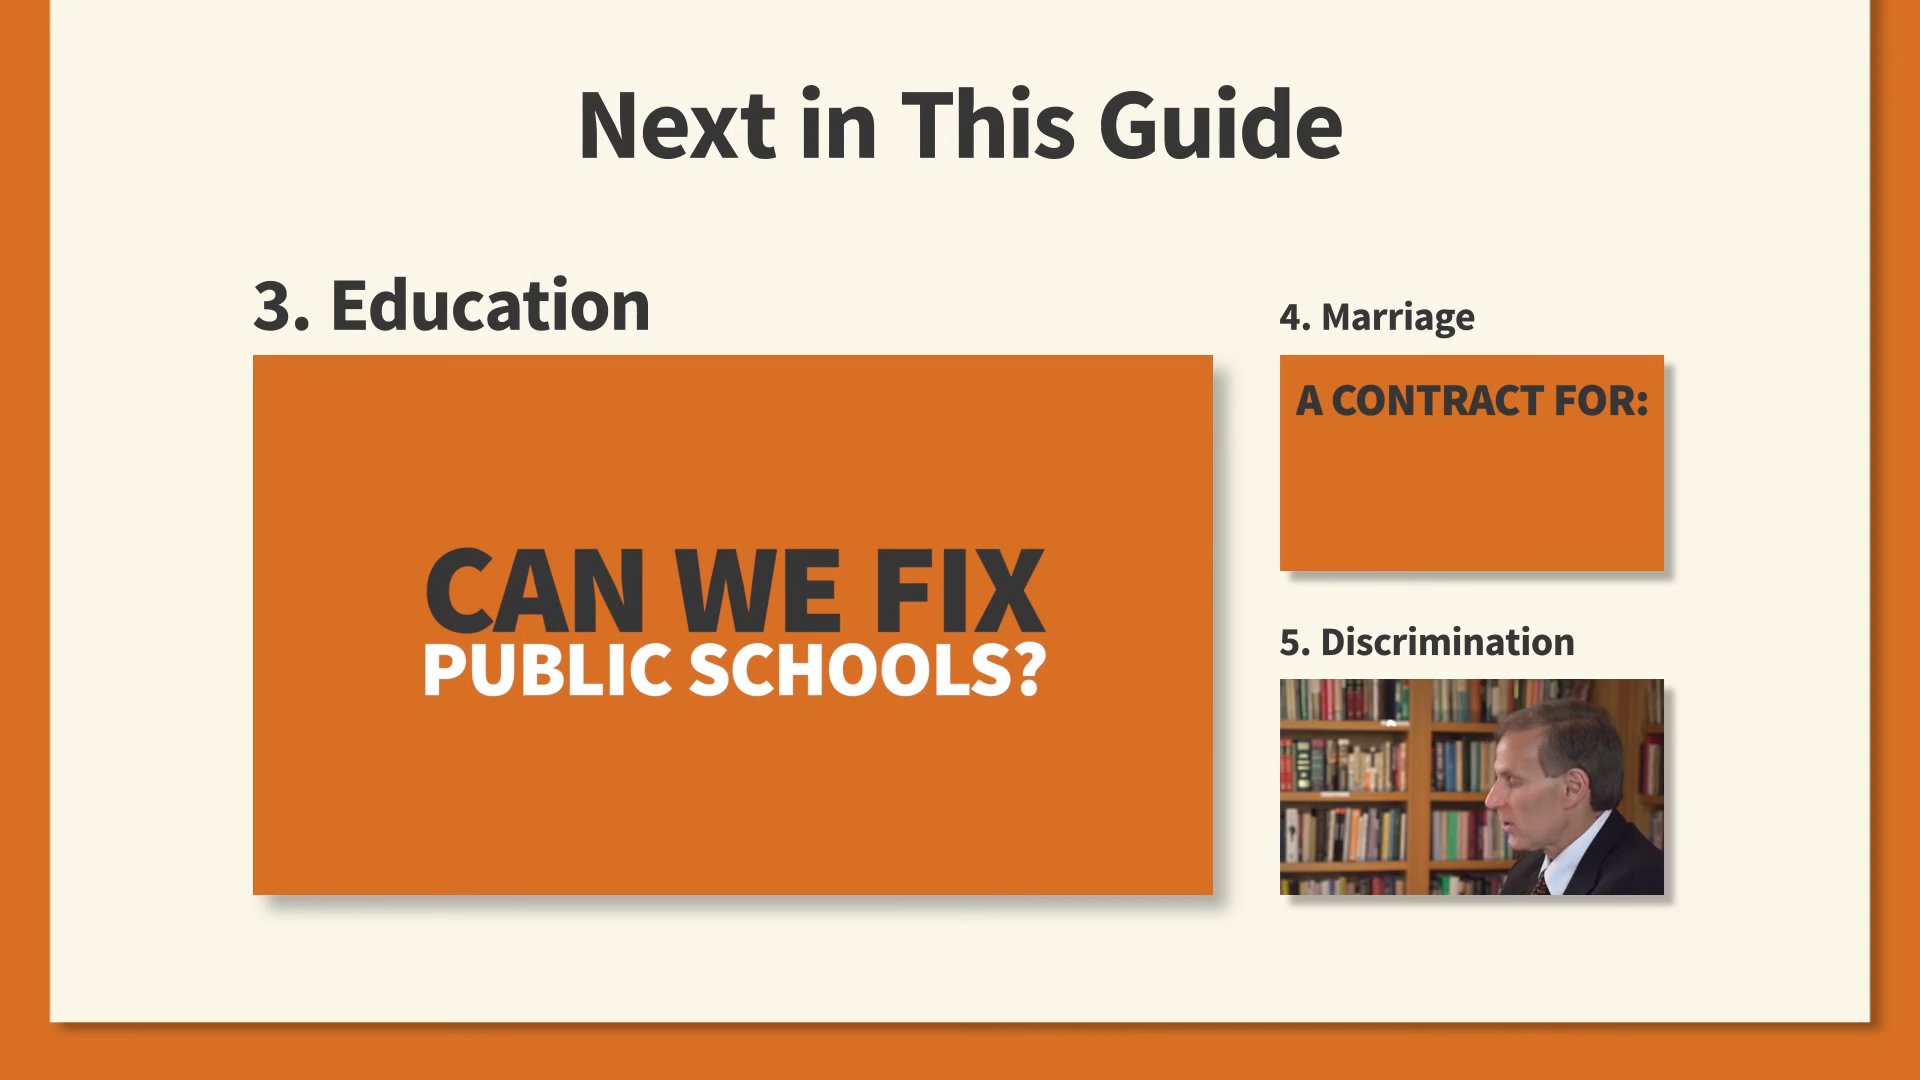 Next in This Guide
3. Education
CAN WE FIX
PUBLIC SCHOOLS?
4. Marriage
A CONTRACT FOR:
5. Discrimination